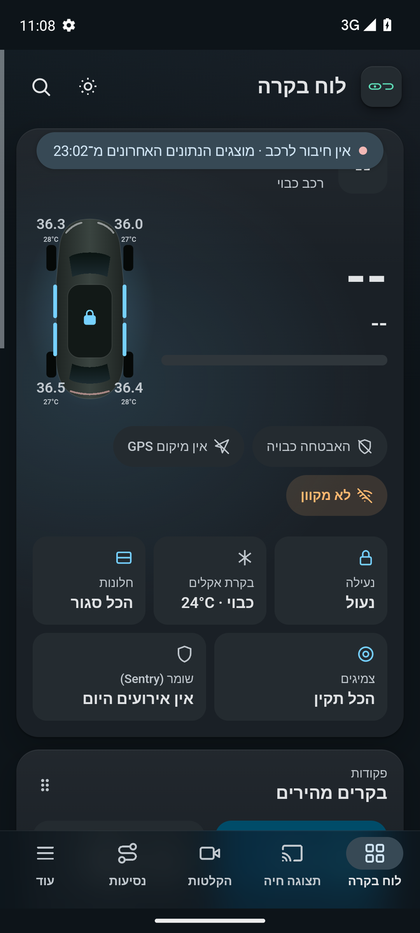 11:08
3G
לוח בקרה
אין חיבור לרכב · מוצגים הנתונים האחרונים מ־23:02
רכב כבוי
36.3
28°C
36.0
27°C
--
--
36.5
27°C
36.4
28°C
האבטחה כבויה
אין מיקום GPS
לא מקוון
נעילה
נעול
בקרת אקלים
כבוי · 24°C
חלונות
הכל סגור
צמיגים
הכל תקין
שומר (Sentry)
אין אירועים היום
פקודות
בקרים מהירים
לוח בקרה
תצוגה חיה
הקלטות
נסיעות
עוד